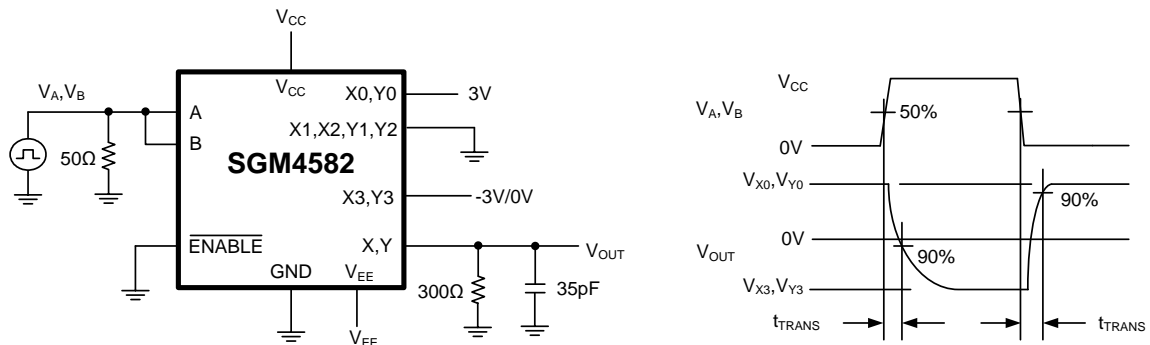 VCC
VCC
VA,VB
A
B
50Ω
SGM4582
X0,Y0
3V
X1,X2,Y1,Y2
X3,Y3
-3V/0V
ENABLE
X,Y
VOUT
GND
VEE
300Ω
35pF
VEE
VCC
VA,VB
50%
0V
VX0,VY0
90%
0V
VOUT
90%
VX3,VY3
tTRANS
tTRANS